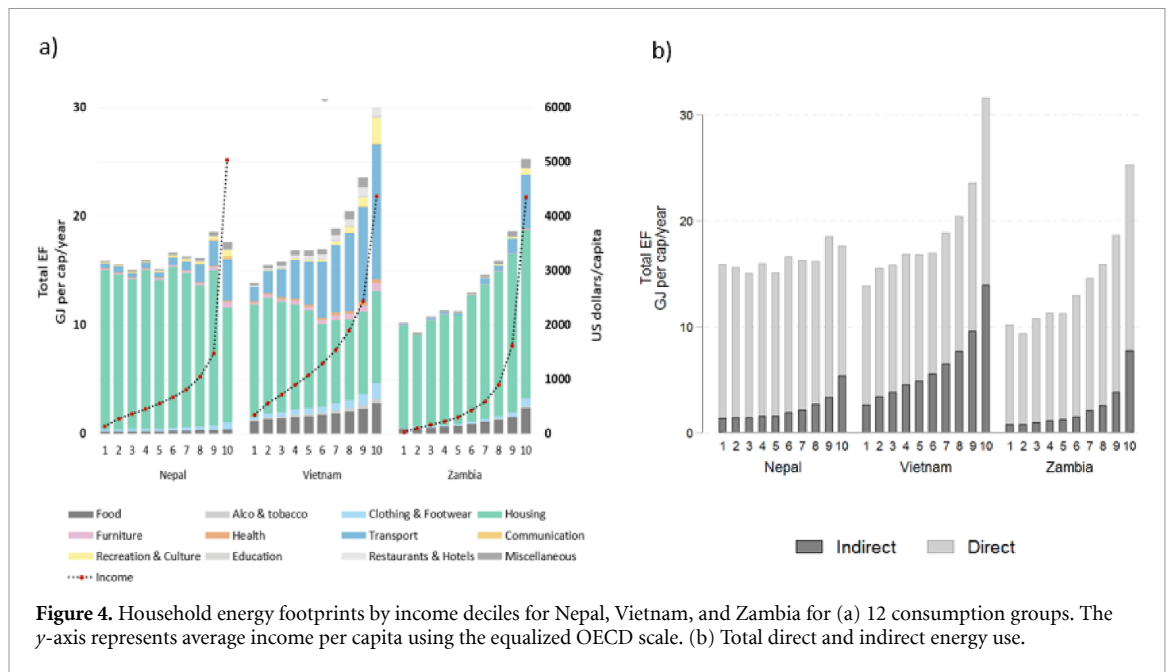 a)
30
20
10
0
Total EF
GJ per cap/year
6000
5000
4000
3000
2000
1000
0
US dollars/capita
1 2 3 4 5 6 7 8 9 10 1 2 3 4 5 6 7 8 9 10 1 2 3 4 5 6 7 8 9 10
Nepal Vietnam Zambia
Food Alco & tobacco Clothing & Footwear Housing
Furniture Health Transport Communication
Recreation & Culture Education Restaurants & Hotels Miscellaneous
Income
b)
30
20
10
0
Total EF
GJ per cap/year
1 2 3 4 5 6 7 8 9 10 1 2 3 4 5 6 7 8 9 10 1 2 3 4 5 6 7 8 9 10
Nepal Vietnam Zambia
Indirect Direct
Figure 4. Household energy footprints by income deciles for Nepal, Vietnam, and Zambia for (a) 12 consumption groups. The
y-axis represents average income per capita using the equalized OECD scale. (b) Total direct and indirect energy use.